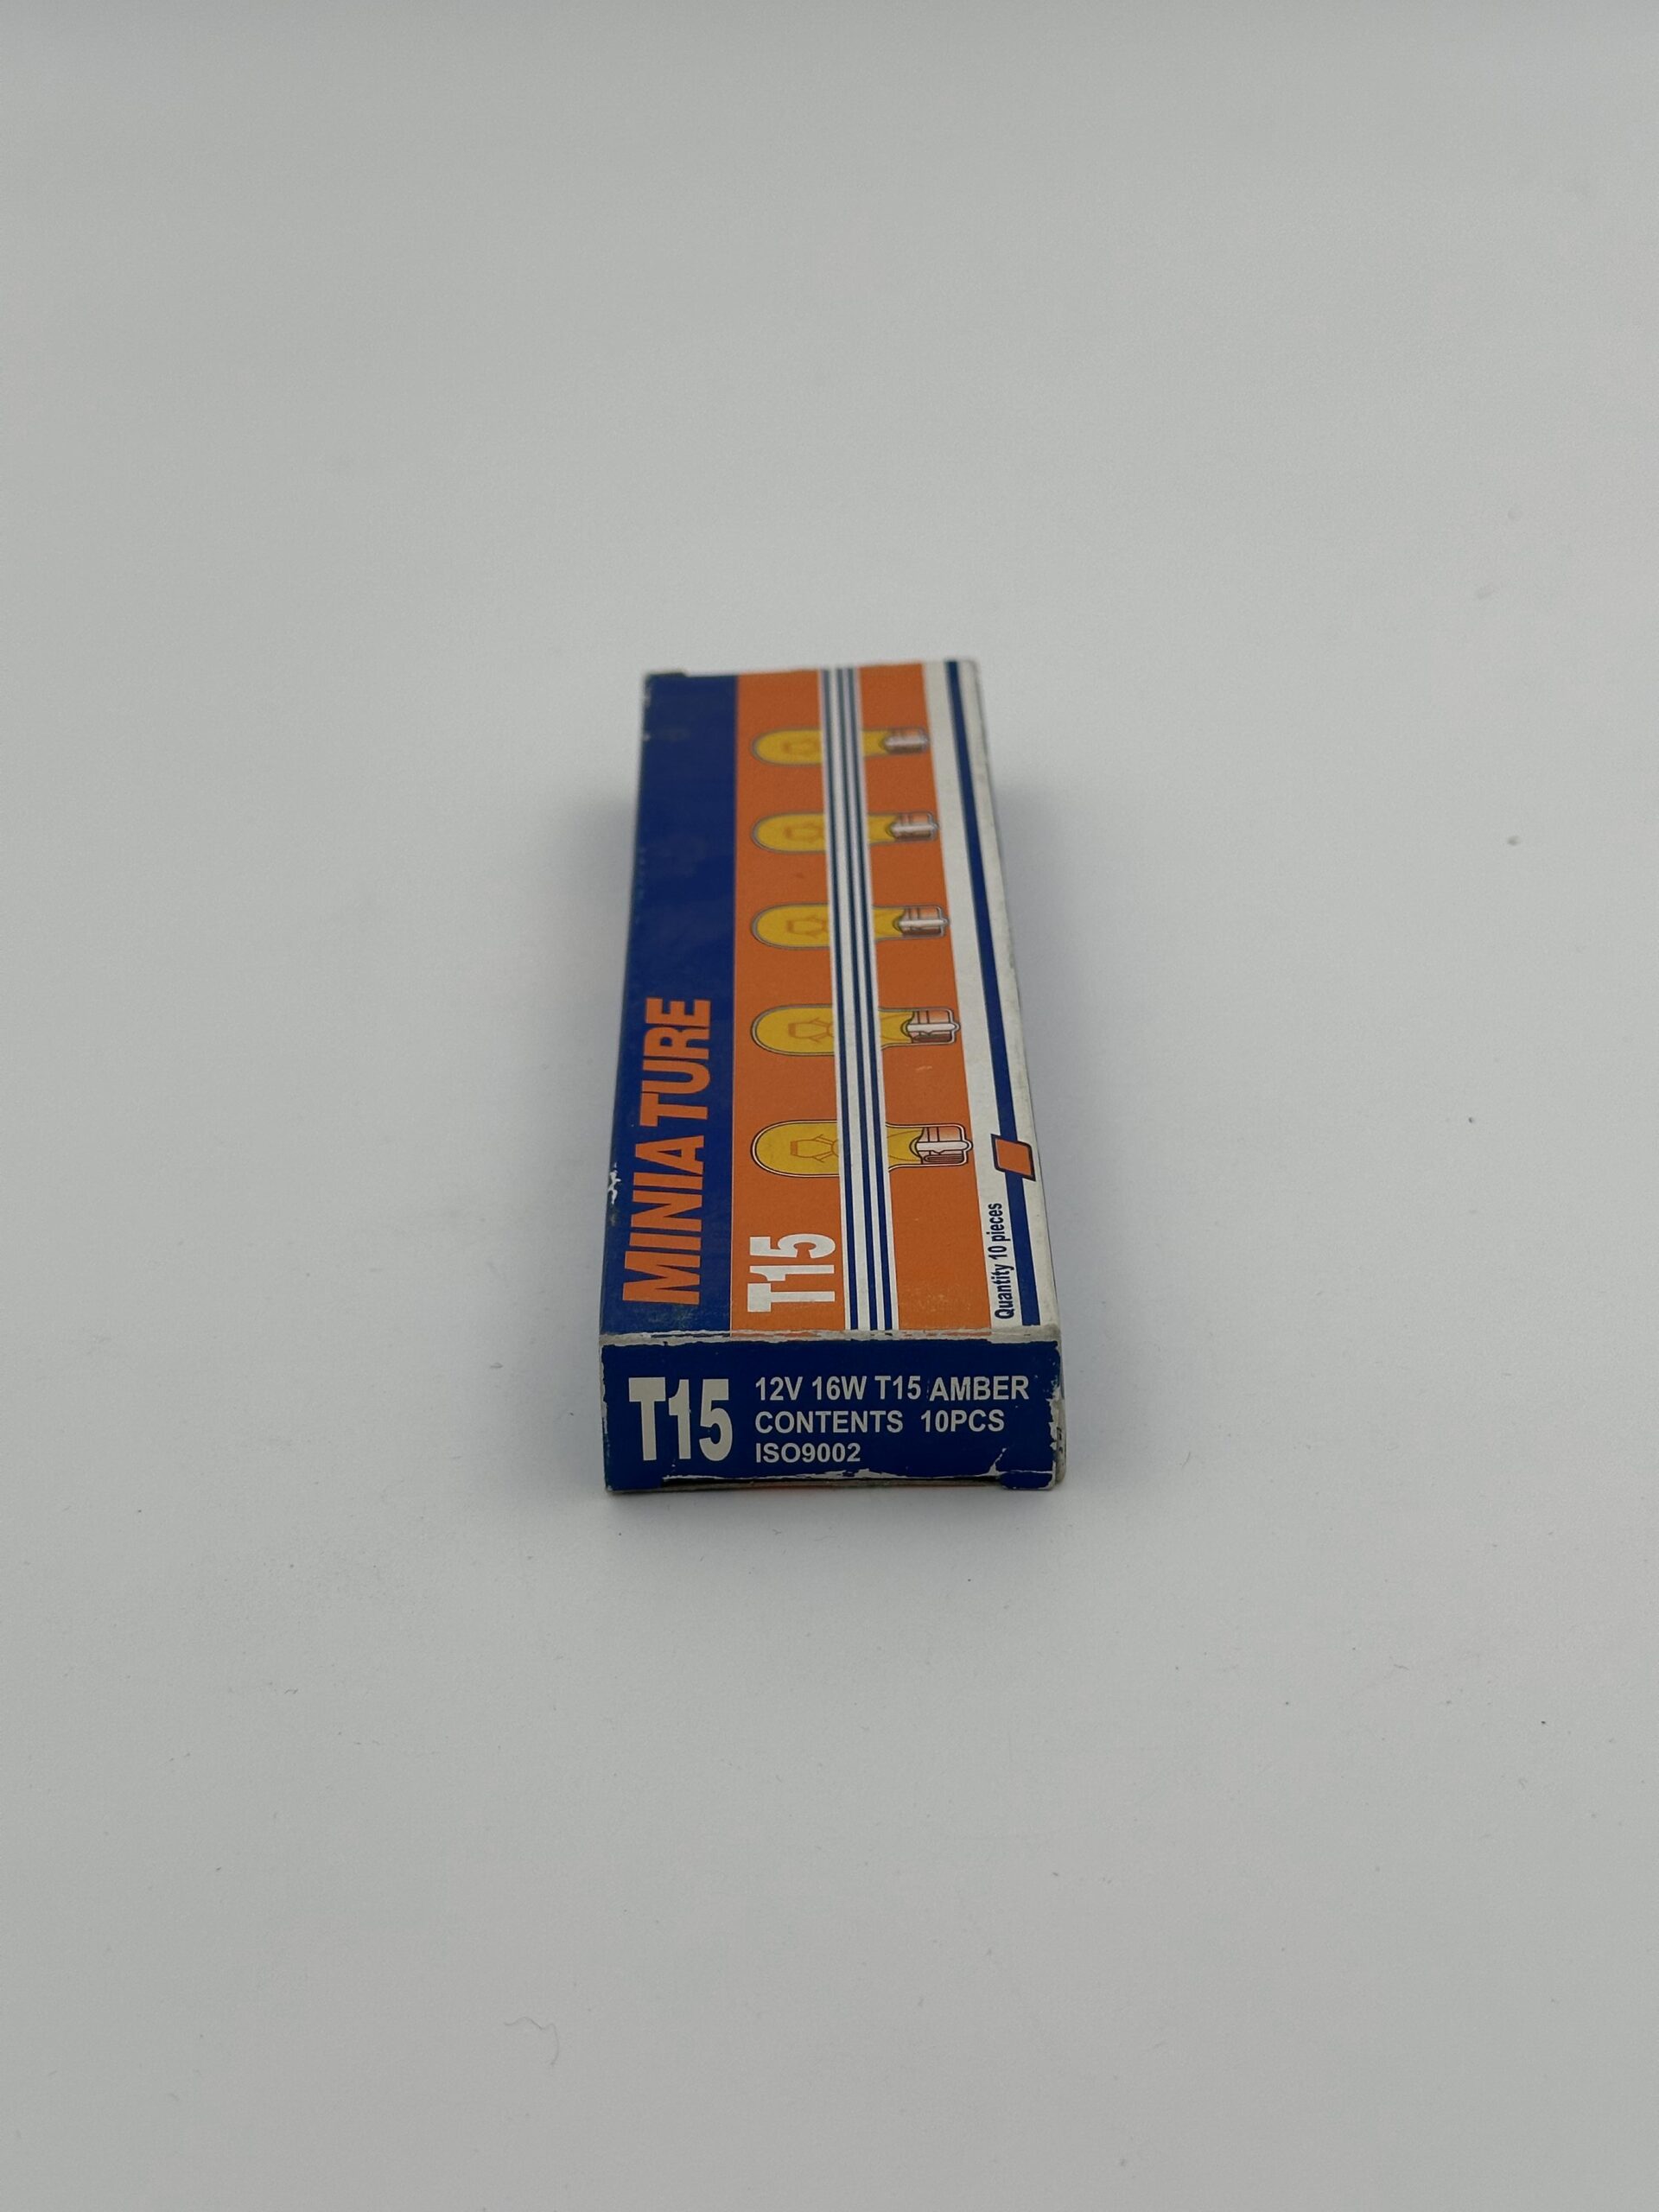 MINIATURE
T15
Quantity 10 pieces
T15
12V 16W T15 AMBER
CONTENTS 10PCS
ISO9002